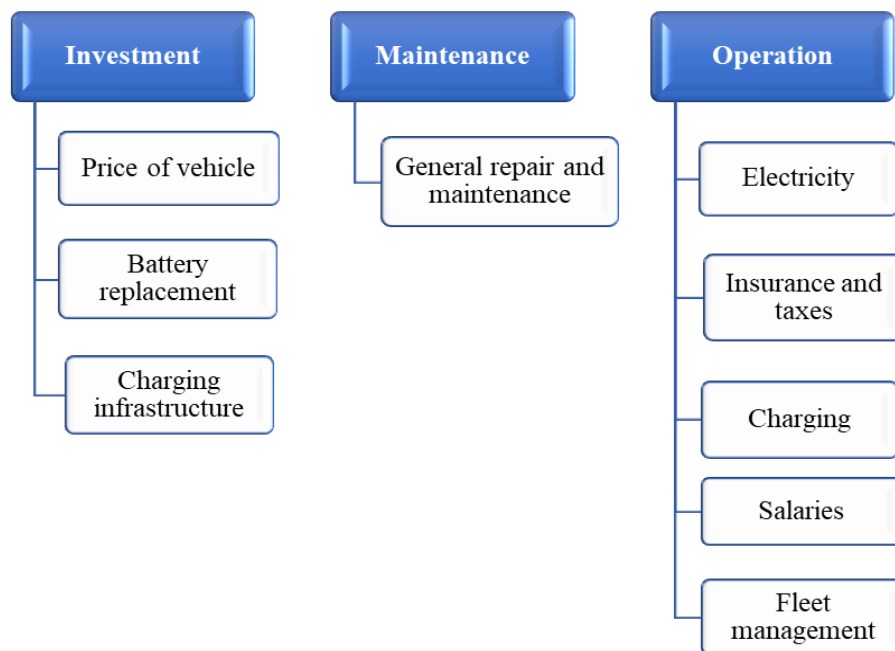 Investment
Price of vehicle
Battery
replacement
Charging
infrastructure
Maintenance
General repair and
maintenance
Operation
Electricity
Insurance and
taxes
Charging
Salaries
Fleet
management